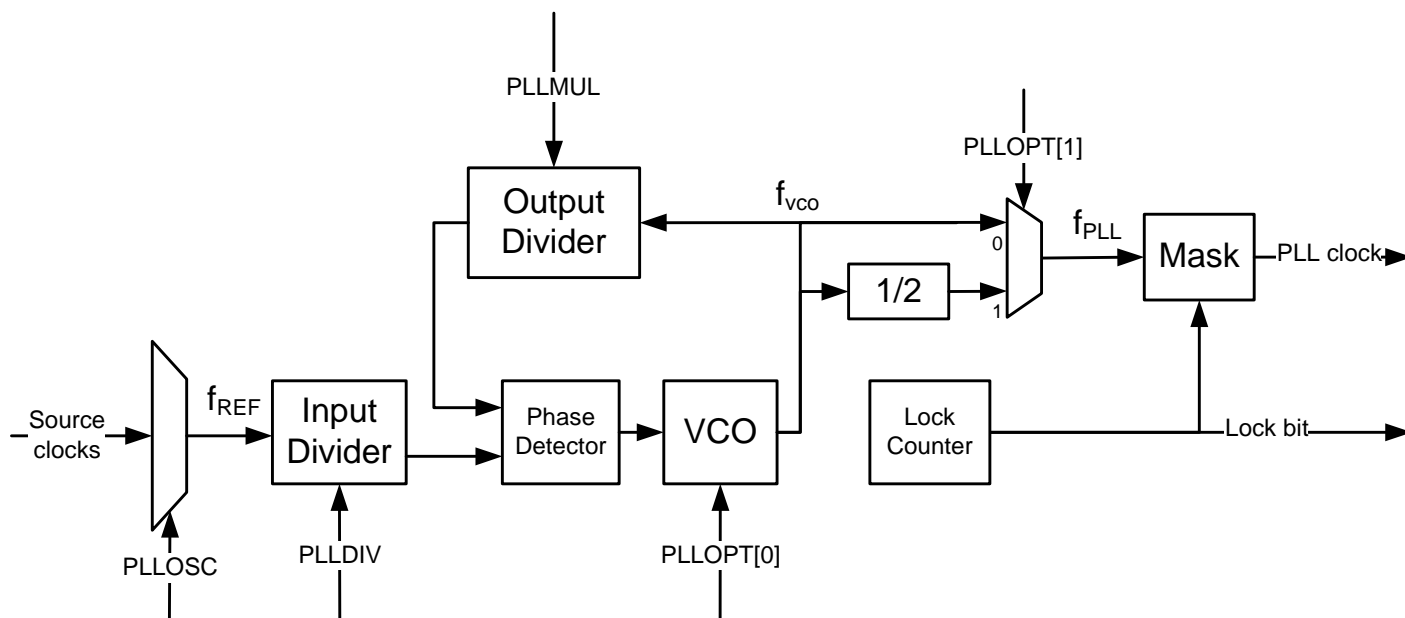 PLLMUL
PLLOPT[1]
Output
Divider
fvco
0
1
fPLL
Mask
PLL clock
1/2
Source
clocks
fREF
Input
Divider
Phase
Detector
VCO
Lock
Counter
Lock bit
PLLOSC
PLLDIV
PLLOPT[0]